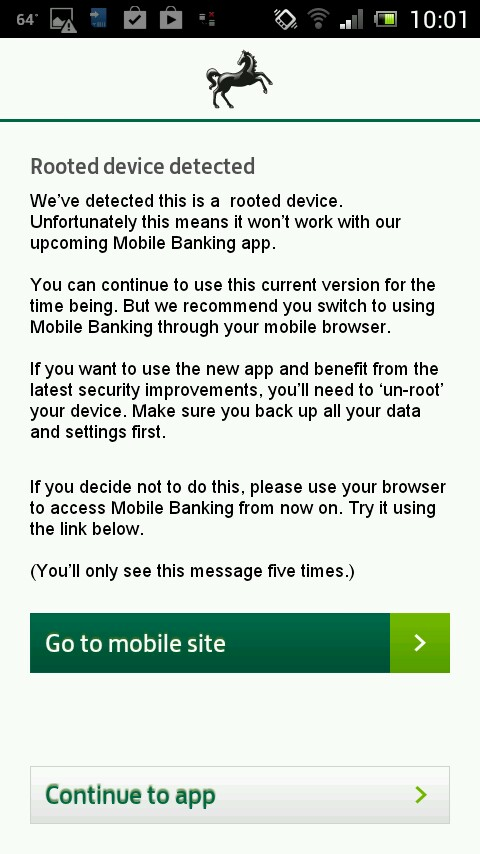 64°
10:01
Rooted device detected
We've detected this is a  rooted device.
Unfortunately this means it won't work with our
upcoming Mobile Banking app.
You can continue to use this current version for the
time being. But we recommend you switch to using
Mobile Banking through your mobile browser.
If you want to use the new app and benefit from the
latest security improvements, you'll need to 'un-root'
your device. Make sure you back up all your data
and settings first.
If you decide not to do this, please use your browser
to access Mobile Banking from now on. Try it using
the link below.
(You'll only see this message five times.)
Go to mobile site
Continue to app